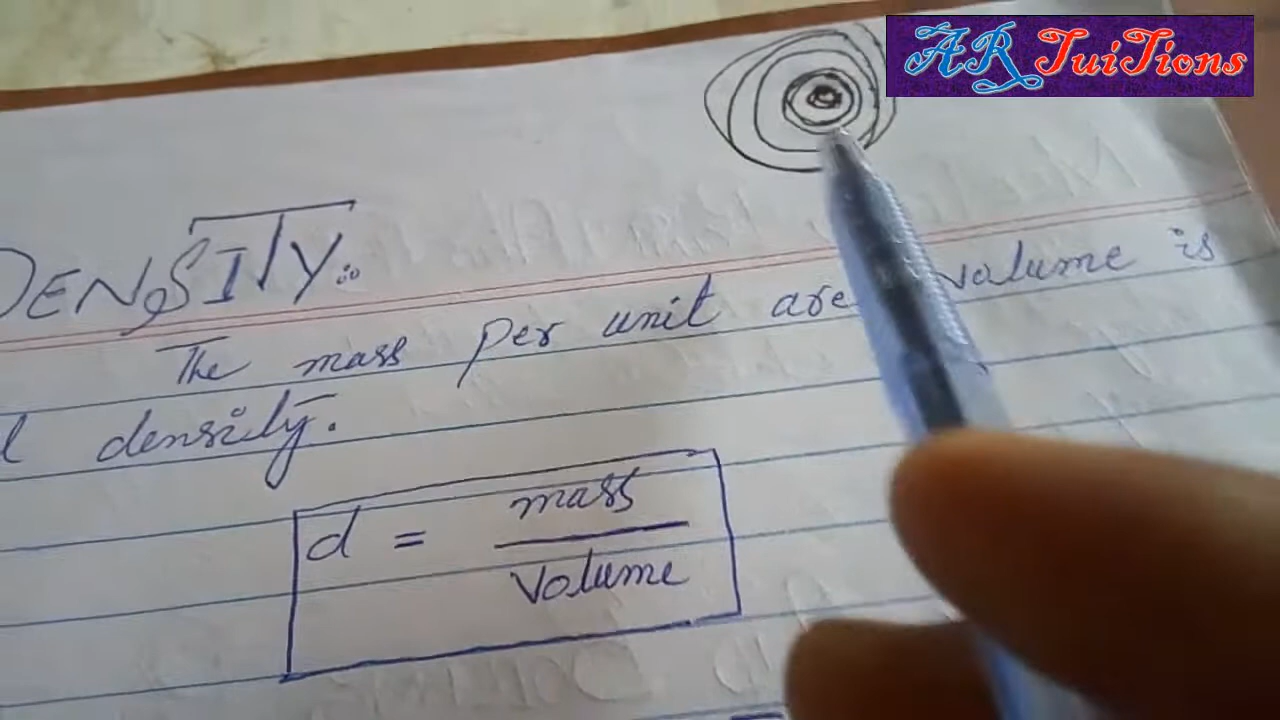 AR TuiTions
DENSITY:
The mass per unit are volume is
density.
d = mass
volume